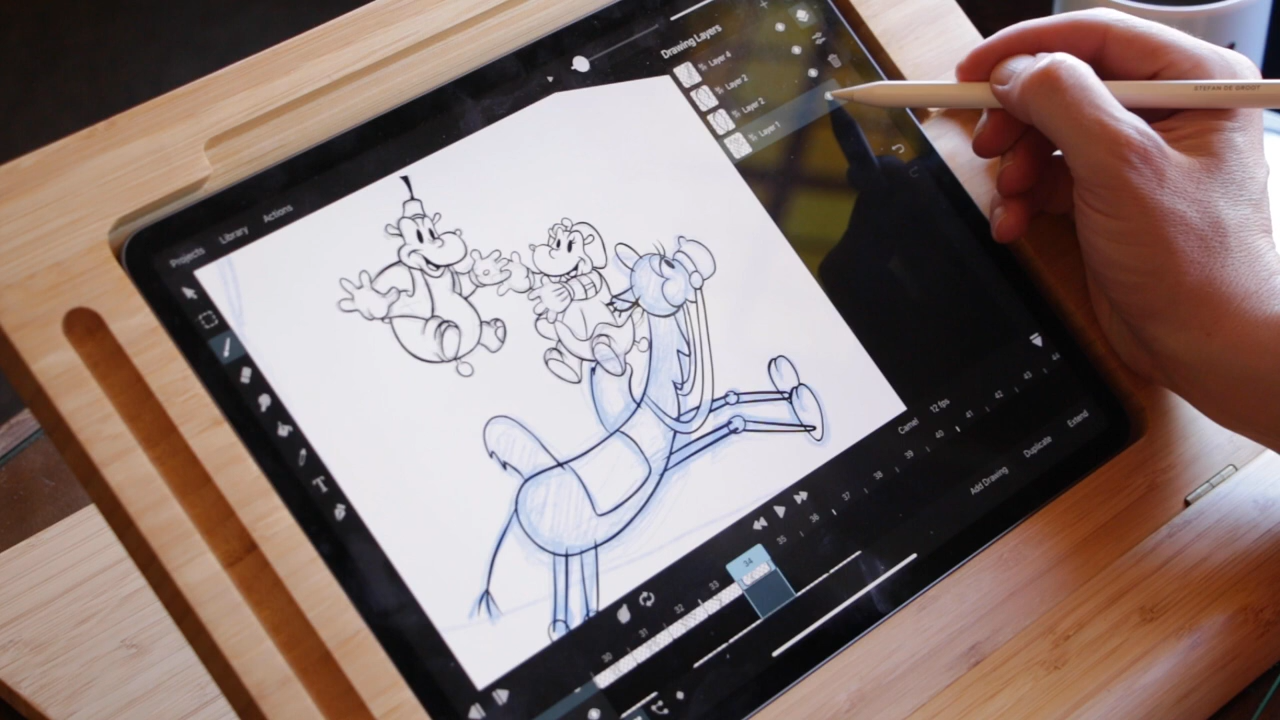 STEFAN DE GROOT
Drawing Layers
Layer 4
Layer 2
Layer 2
Layer 1
Projects
Library
Actions
T
Camel
12 fps
30
31
32
33
34
35
36
37
38
39
40
41
42
43
44
Add Drawing
Duplicate
Extend